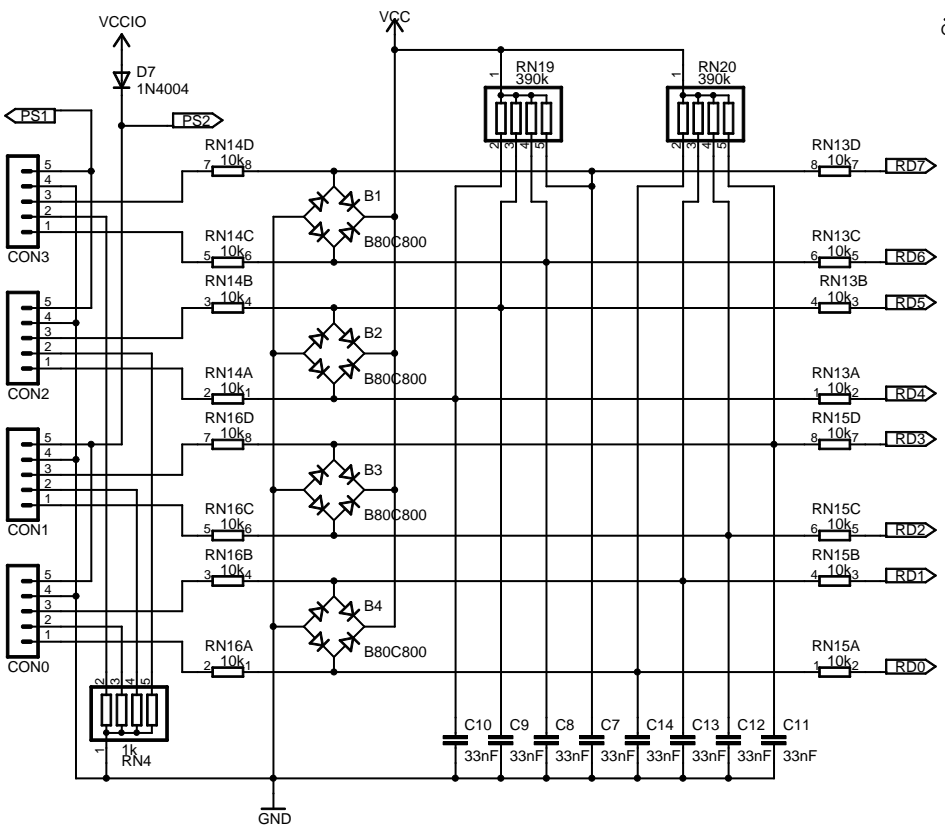 VCCIO
VCC
D7
1N4004
PS1
PS2
RN19
390k
1
2
3
4
5
RN20
390k
1
2
3
4
5
RN14D
10k
7
8
RN13D
10k
8
7
RD7
5
4
3
2
1
CON3
B1
B80C800
RN14C
10k
5
6
RN13C
10k
6
5
RD6
RN14B
10k
3
4
RN13B
10k
4
3
RD5
5
4
3
2
1
CON2
B2
B80C800
RN14A
10k
2
1
RN13A
10k
1
2
RD4
RN16D
10k
7
8
RN15D
10k
8
7
RD3
5
4
3
2
1
CON1
B3
B80C800
RN16C
10k
5
6
RN15C
10k
6
5
RD2
RN16B
10k
3
4
RN15B
10k
4
3
RD1
5
4
3
2
1
CON0
B4
B80C800
RN16A
10k
2
1
RN15A
10k
1
2
RD0
2
3
4
5
1
1k
RN4
C10
33nF
C9
33nF
C8
33nF
C7
33nF
C14
33nF
C13
33nF
C12
33nF
C11
33nF
GND